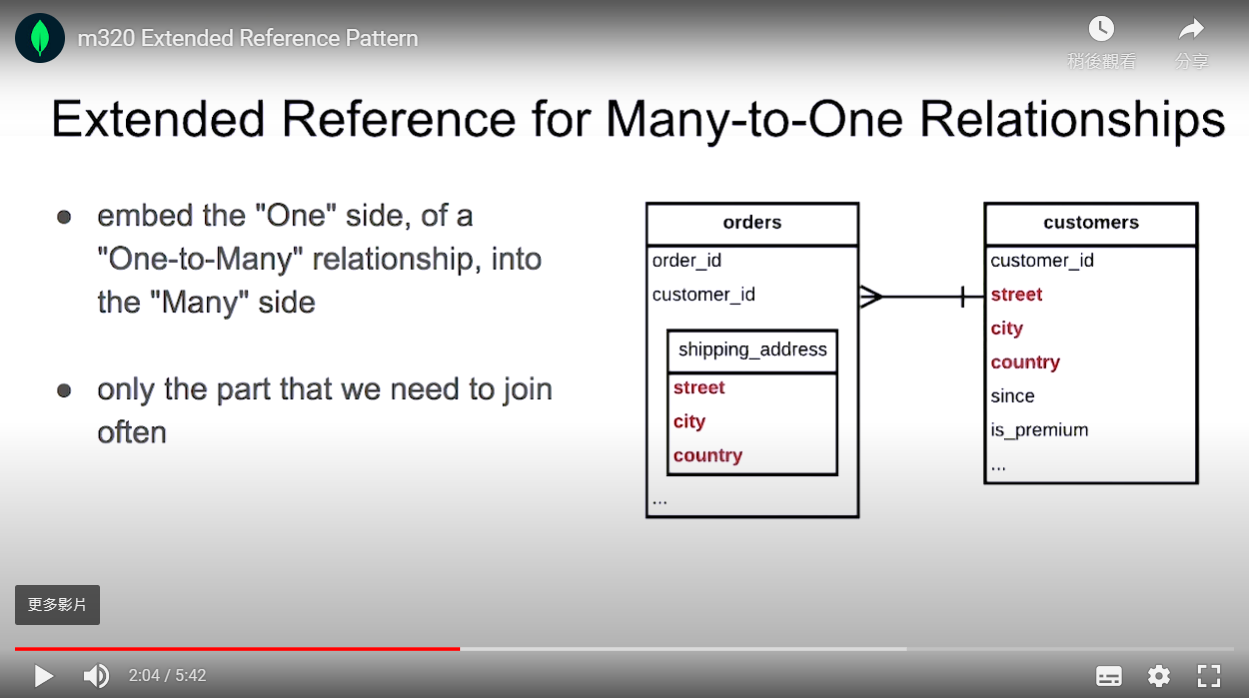 m320 Extended Reference Pattern
稍後觀看
分享
Extended Reference for Many-to-One Relationships
● embed the "One" side, of a
"One-to-Many" relationship, into
the "Many" side
● only the part that we need to join
often
orders
order_id
customer_id
shipping_address
street
city
country
...
customers
customer_id
street
city
country
since
is_premium
...
更多影片
2:04 / 5:42